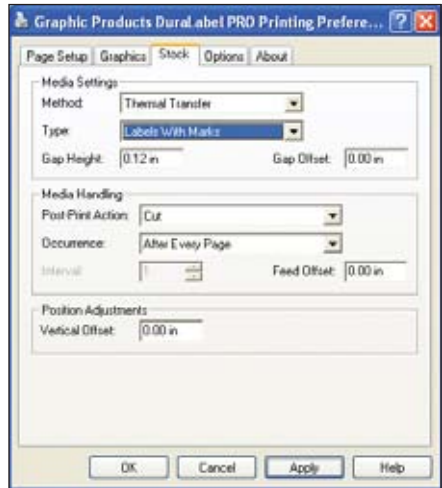 Graphic Products DuraLabel PRO Printing Prefere...
Page Setup Graphics Stock Options About
Media Settings
Method: Thermal Transfer
Type: Labels With Marks
Gap Height: 0.12 in Gap Offset: 0.00 in
Media Handling
Post-Print Action: Cut
Occurrence: After Every Page
Interval: 1 Feed Offset: 0.00 in
Position Adjustments
Vertical Offset: 0.00 in
OK Cancel Apply Help